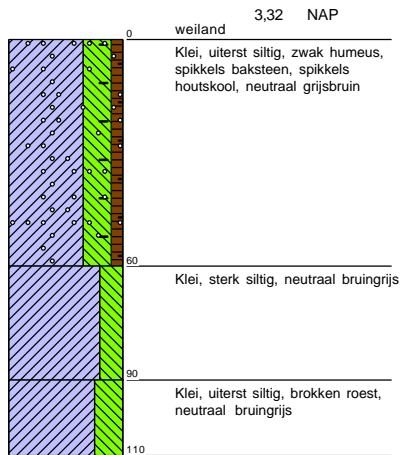 3,32 NAP
weiland
0
Klei, uiterst siltig, zwak humeus,
spikkels baksteen, spikkels
houtskool, neutraal grijsbruin
60
Klei, sterk siltig, neutraal bruingrijs
90
Klei, uiterst siltig, brokken roest,
neutraal bruingrijs
110